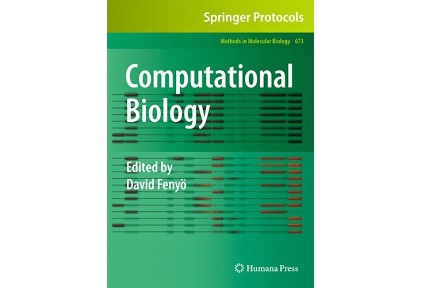 Springer Protocols
Methods in Molecular Biology 673
Computational
Biology
Edited by
David Fenyö
Humana Press